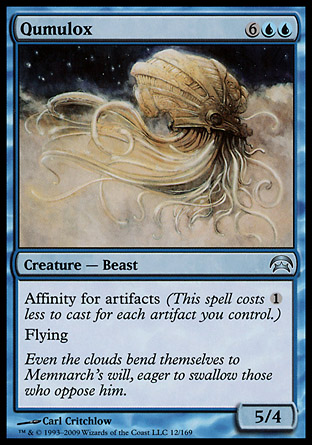 Qumulox 6
Creature — Beast
Affinity for artifacts (This spell costs 1
less to cast for each artifact you control.)
Flying
Even the clouds bend themselves to
Memnarch's will, eager to swallow those
who oppose him.
Carl Critchlow
™ & © 1993–2009 Wizards of the Coast LLC 12/169
5/4